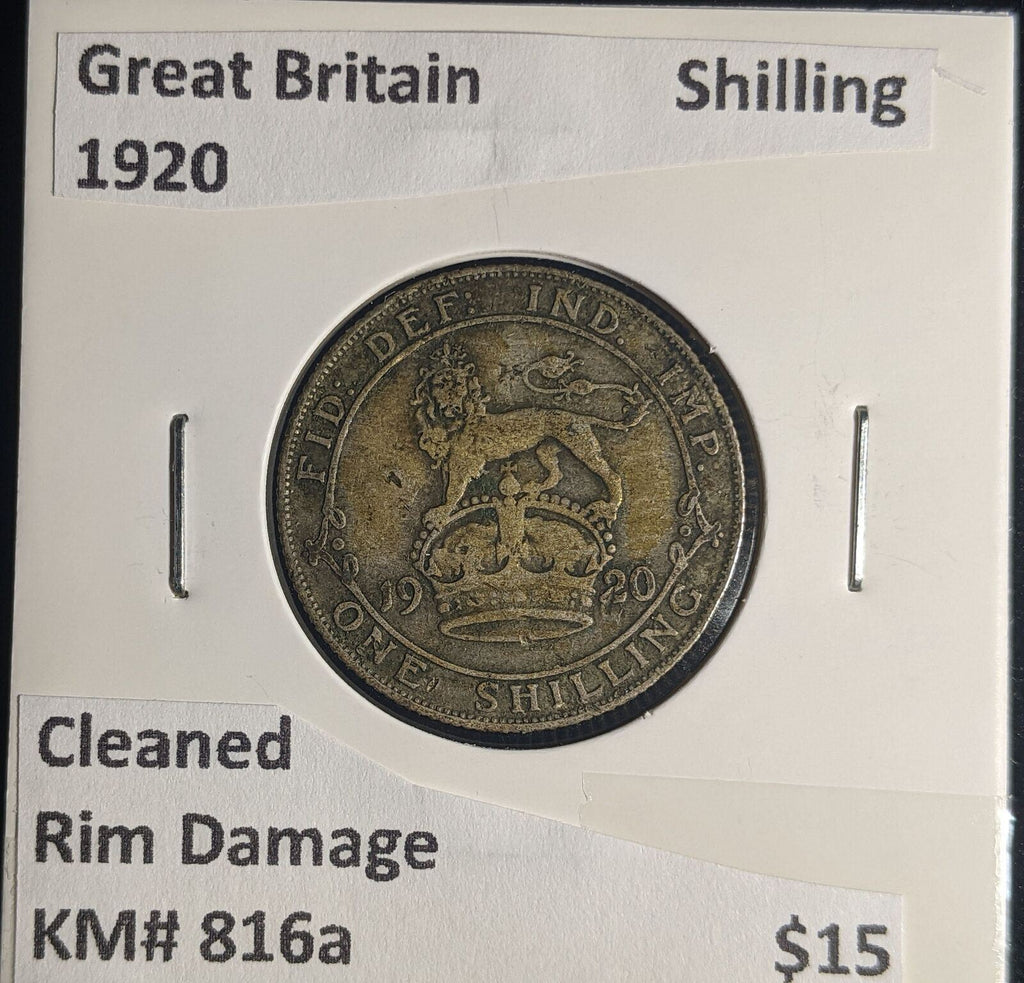 Great Britain Shilling
1920
FID: DEF: IND. IMP.
19 20
ONE SHILLING
Cleaned
Rim Damage
KM# 816a $15